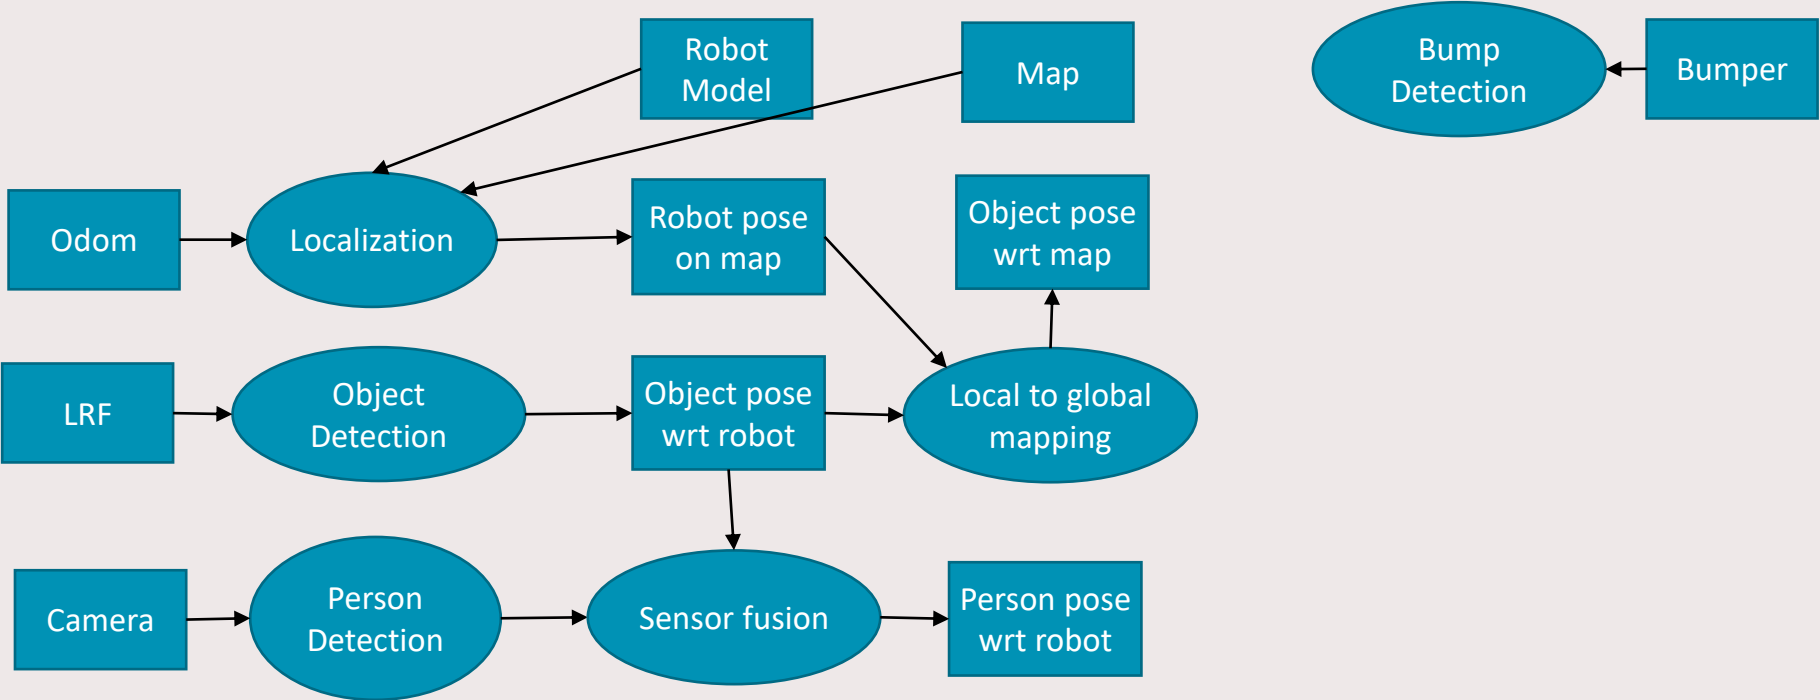 Robot
Model
Map
Bump
Detection
Bumper
Odom
Localization
Robot pose
on map
Object pose
wrt map
LRF
Object
Detection
Object pose
wrt robot
Local to global
mapping
Camera
Person
Detection
Sensor fusion
Person pose
wrt robot